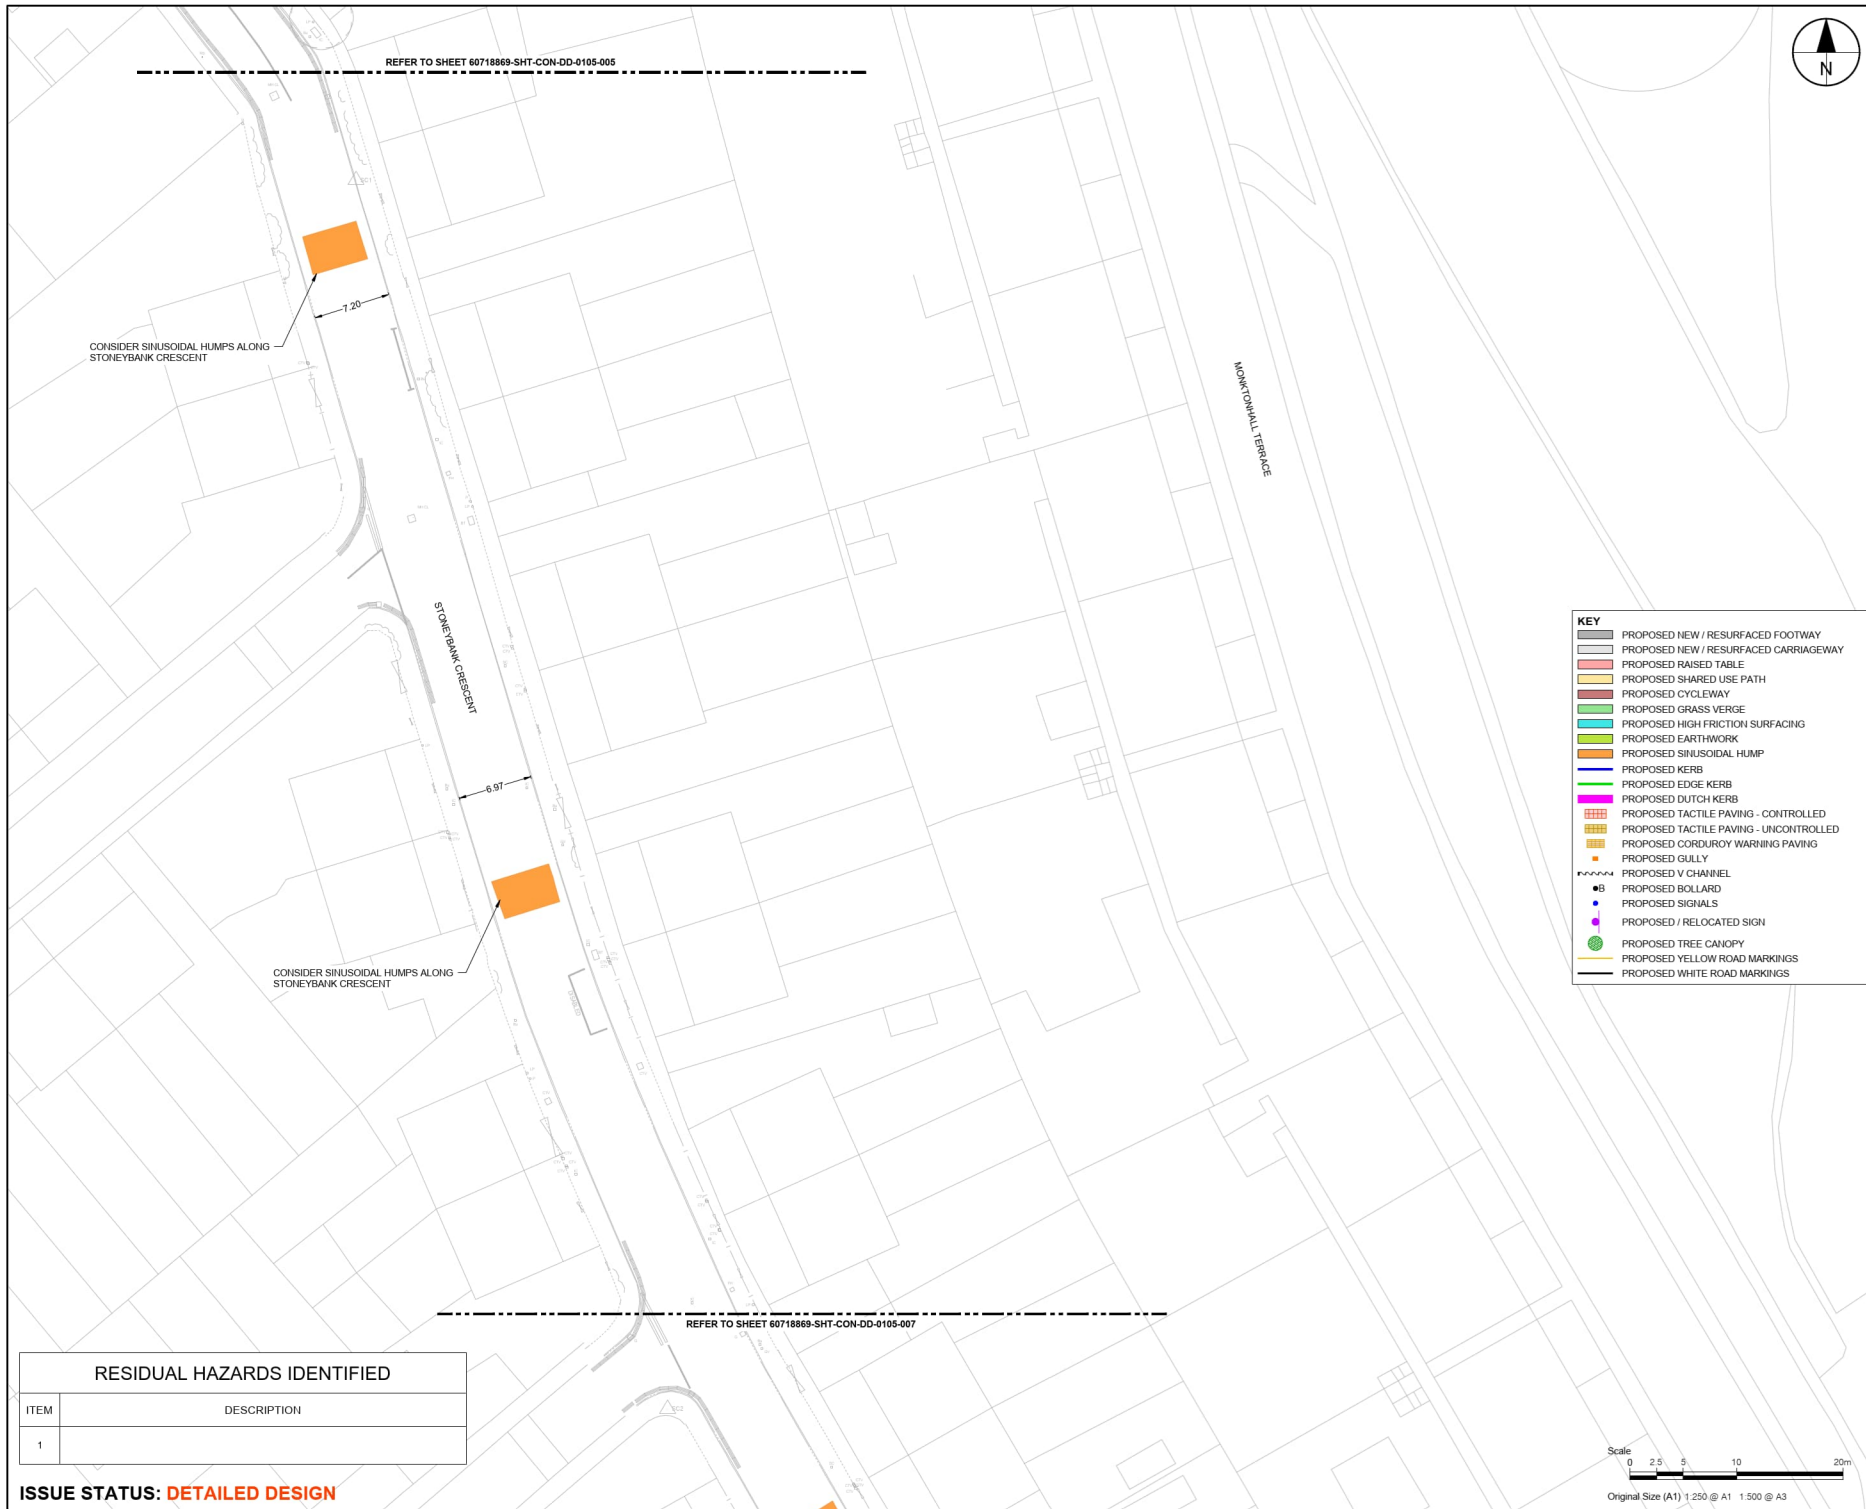 REFER TO SHEET 60718869-SHT-CON-DD-0105-005
N
7.20
CONSIDER SINUSOIDAL HUMPS ALONG
STONEYBANK CRESCENT
MONKTONHALL TERRACE
STONEYBANK CRESCENT
6.97
CONSIDER SINUSOIDAL HUMPS ALONG
STONEYBANK CRESCENT
KEY
PROPOSED NEW / RESURFACED FOOTWAY
PROPOSED NEW / RESURFACED CARRIAGEWAY
PROPOSED RAISED TABLE
PROPOSED SHARED USE PATH
PROPOSED CYCLEWAY
PROPOSED GRASS VERGE
PROPOSED HIGH FRICTION SURFACING
PROPOSED EARTHWORK
PROPOSED SINUSOIDAL HUMP
PROPOSED KERB
PROPOSED EDGE KERB
PROPOSED DUTCH KERB
PROPOSED TACTILE PAVING - CONTROLLED
PROPOSED TACTILE PAVING - UNCONTROLLED
PROPOSED CORDUROY WARNING PAVING
PROPOSED GULLY
PROPOSED V CHANNEL
B PROPOSED BOLLARD
PROPOSED SIGNALS
PROPOSED / RELOCATED SIGN
PROPOSED TREE CANOPY
PROPOSED YELLOW ROAD MARKINGS
PROPOSED WHITE ROAD MARKINGS
DISABLED
REFER TO SHEET 60718869-SHT-CON-DD-0105-007
RESIDUAL HAZARDS IDENTIFIED
ITEM DESCRIPTION
1
ISSUE STATUS: DETAILED DESIGN
Scale
0 2.5 5 10 20m
Original Size (A1) 1:250 @ A1 1:500 @ A3